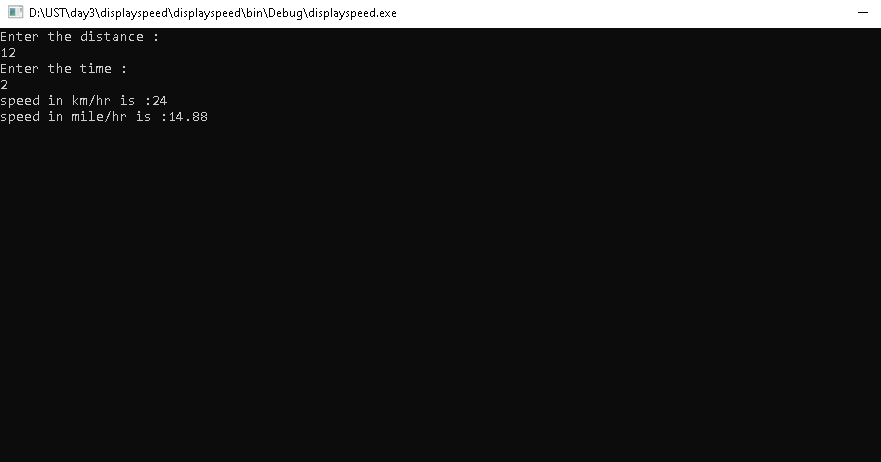 D:\UST\day3\displayspeed\displayspeed\bin\Debug\displayspeed.exe
Enter the distance :
12
Enter the time :
2
speed in km/hr is :24
speed in mile/hr is :14.88